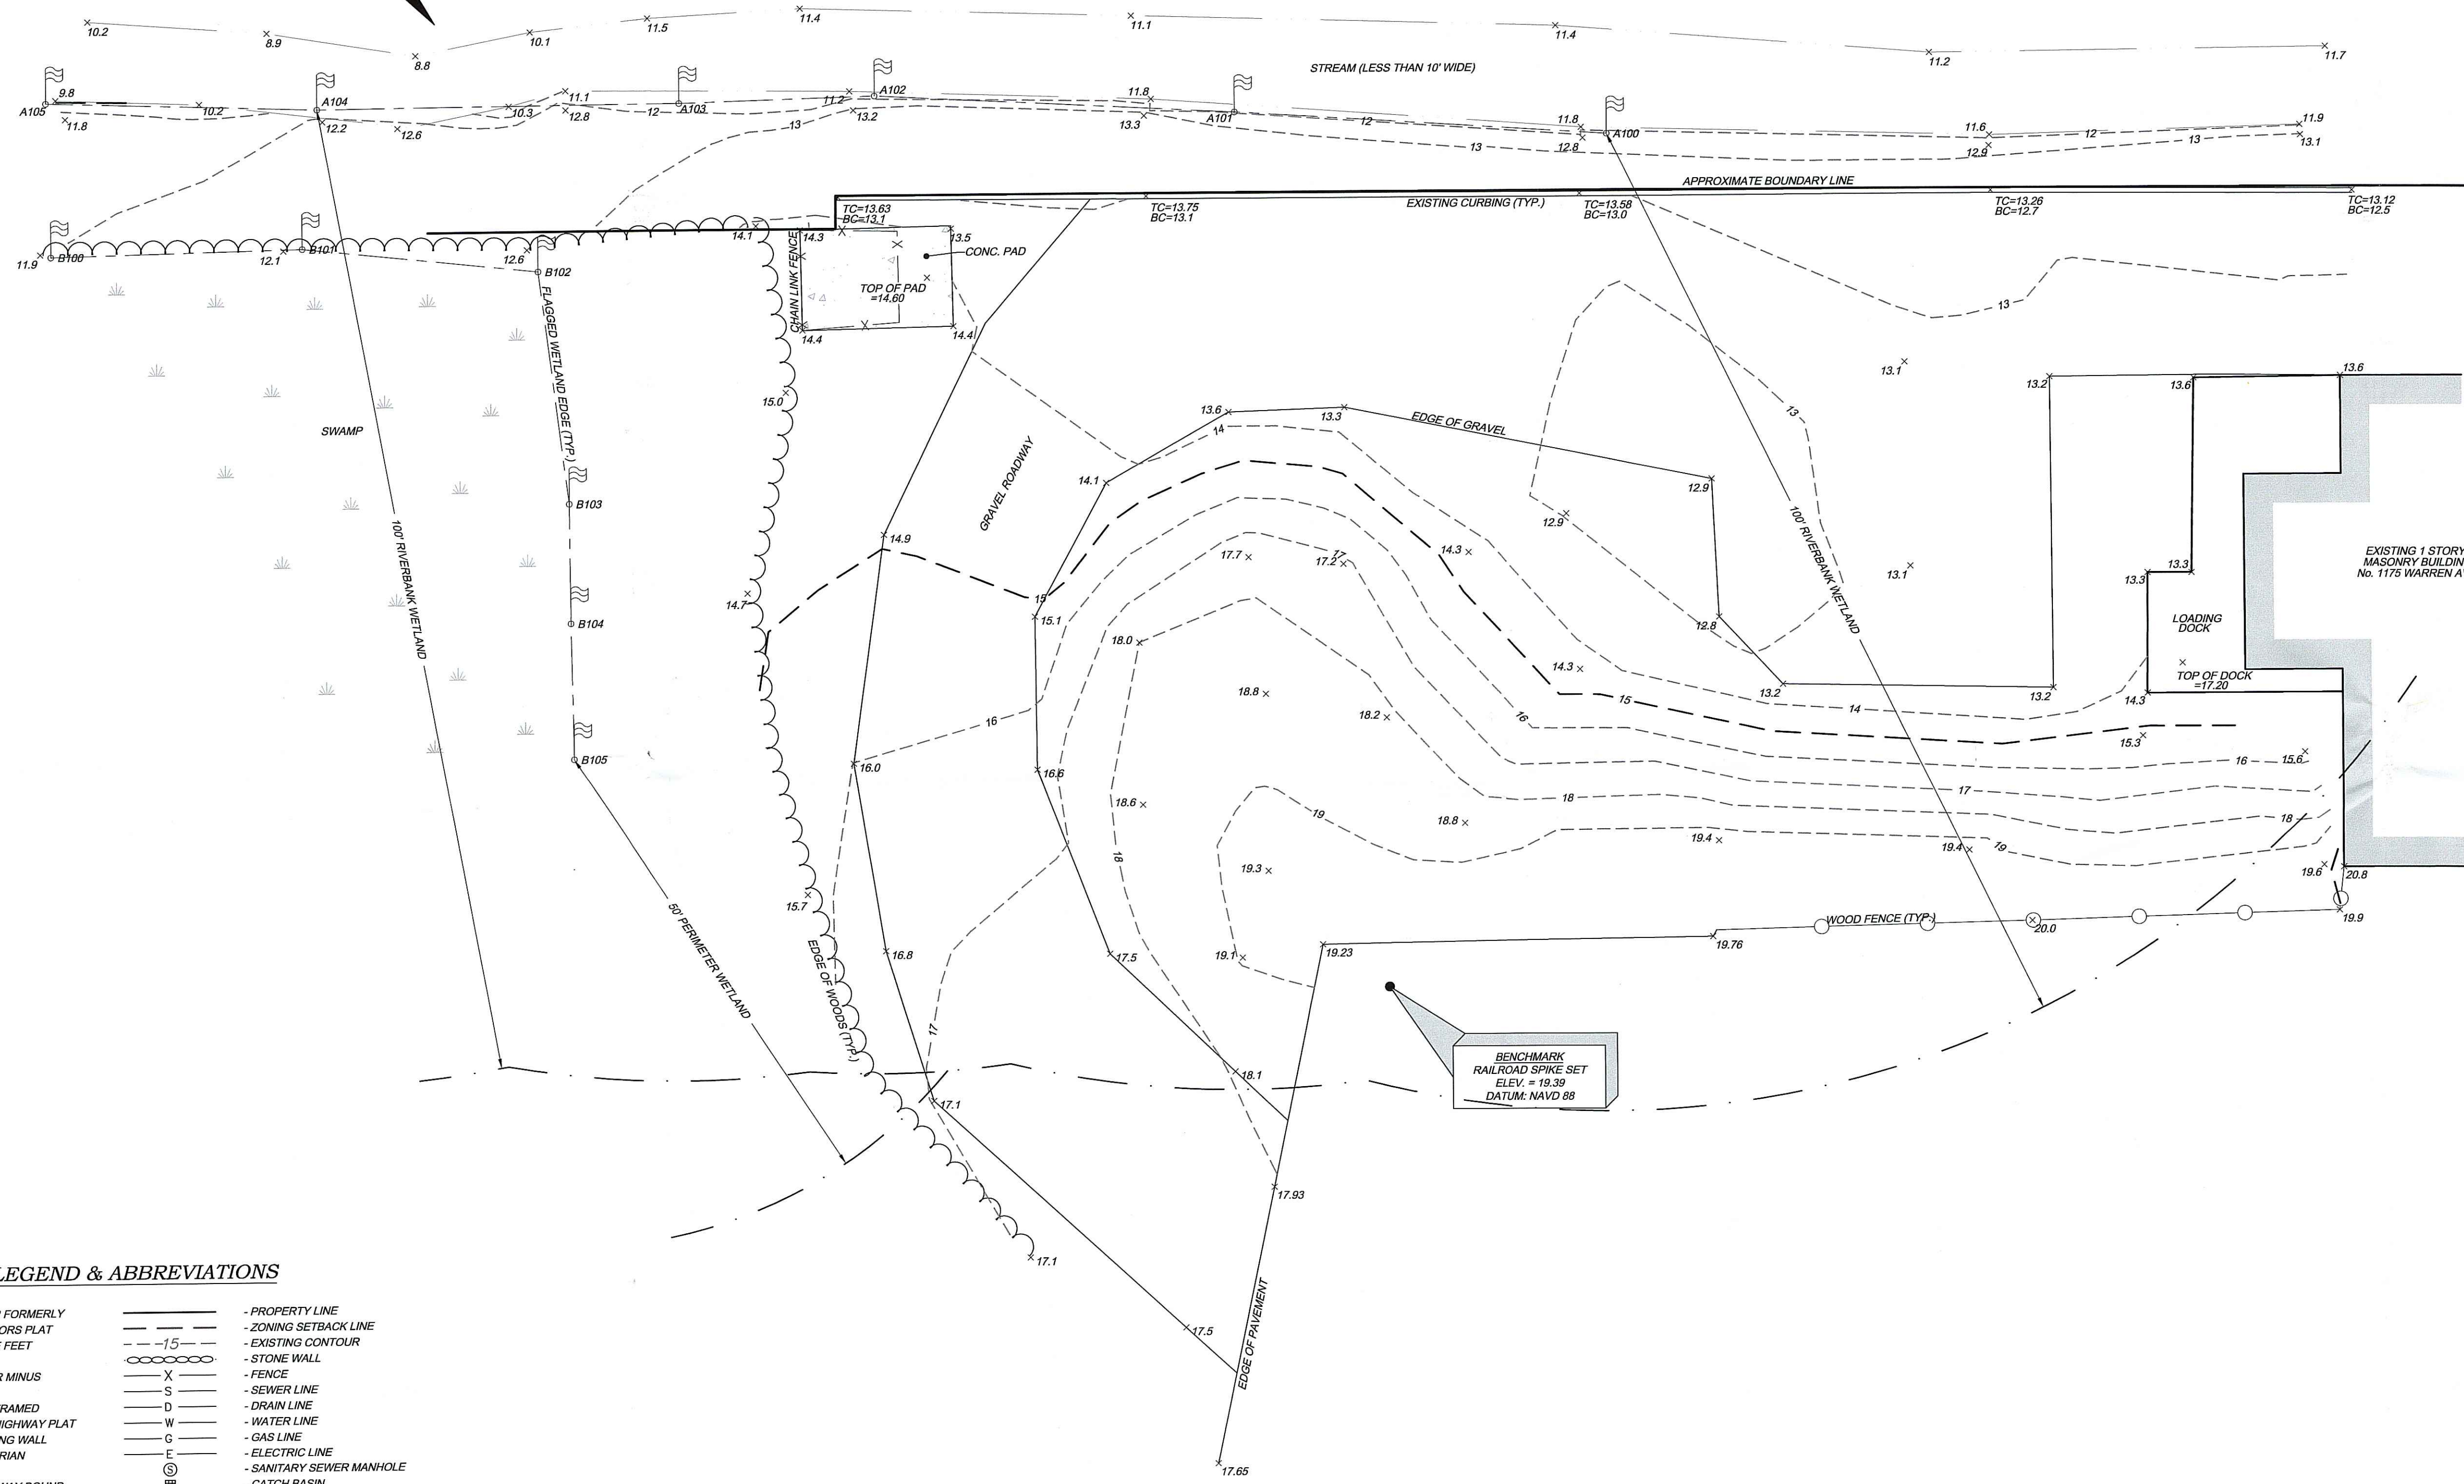 10.2
8.9
8.8
10.1
11.5
11.4
11.1
11.4
11.2
11.7
STREAM (LESS THAN 10' WIDE)
9.8
A105
11.8
10.2
A104
12.2
12.6
10.3
11.1
12.8
12
A103
11.2
A102
13.2
13
11.8
13.3
A101
12
13
11.8
12.8
A100
11.6
12.9
12
13
11.9
13.1
APPROXIMATE BOUNDARY LINE
EXISTING CURBING (TYP.)
TC=13.63
BC=13.1
TC=13.75
BC=13.1
TC=13.58
BC=13.0
TC=13.26
BC=12.7
TC=13.12
BC=12.5
11.9
B100
12.1
B101
12.6
B102
14.1
14.3
X
X
X
13.5
CONC. PAD
TOP OF PAD
=14.60
14.4
14.4
CHAIN LINK FENCE
FLAGGED WETLAND EDGE (TYP.)
SWAMP
100' RIVERBANK WETLAND
15.0
B103
B104
B105
14.7
14.9
GRAVEL ROADWAY
13.6
13.3
14
EDGE OF GRAVEL
14.1
15
15.1
17.7
17.2
17
14.3
12.9
12.9
13
13
13.1
13.1
12.8
13.2
13.2
13.2
13.6
13.6
13.3
13.3
14.3
LOADING
DOCK
TOP OF DOCK
=17.20
EXISTING 1 STORY
MASONRY BUILDIN
No. 1175 WARREN A
100' RIVERBANK WETLAND
18.0
18.8
18.2
14.3
15
14
16
16
16.0
16.6
18.6
18.8
18
18
19
19.3
19.1
19.4
19.4
19
15.3
15.6
16
17
18
19.6
20.8
19.9
20.0
WOOD FENCE (TYP.)
19.76
19.23
15.7
EDGE OF WOODS (TYP.)
50' PERIMETER WETLAND
16.8
17
17.5
18.1
17.1
17.1
17.93
17.5
17.65
EDGE OF PAVEMENT
BENCHMARK
RAILROAD SPIKE SET
ELEV. = 19.39
DATUM: NAVD 88
LEGEND & ABBREVIATIONS
FORMERLY - PROPERTY LINE
ORS PLAT - ZONING SETBACK LINE
FEET 15 - EXISTING CONTOUR
- STONE WALL
R MINUS X - FENCE
S - SEWER LINE
RAMED D - DRAIN LINE
HIGHWAY PLAT W - WATER LINE
NG WALL G - GAS LINE
RIAN E - ELECTRIC LINE
S - SANITARY SEWER MANHOLE
- CATCH BASIN